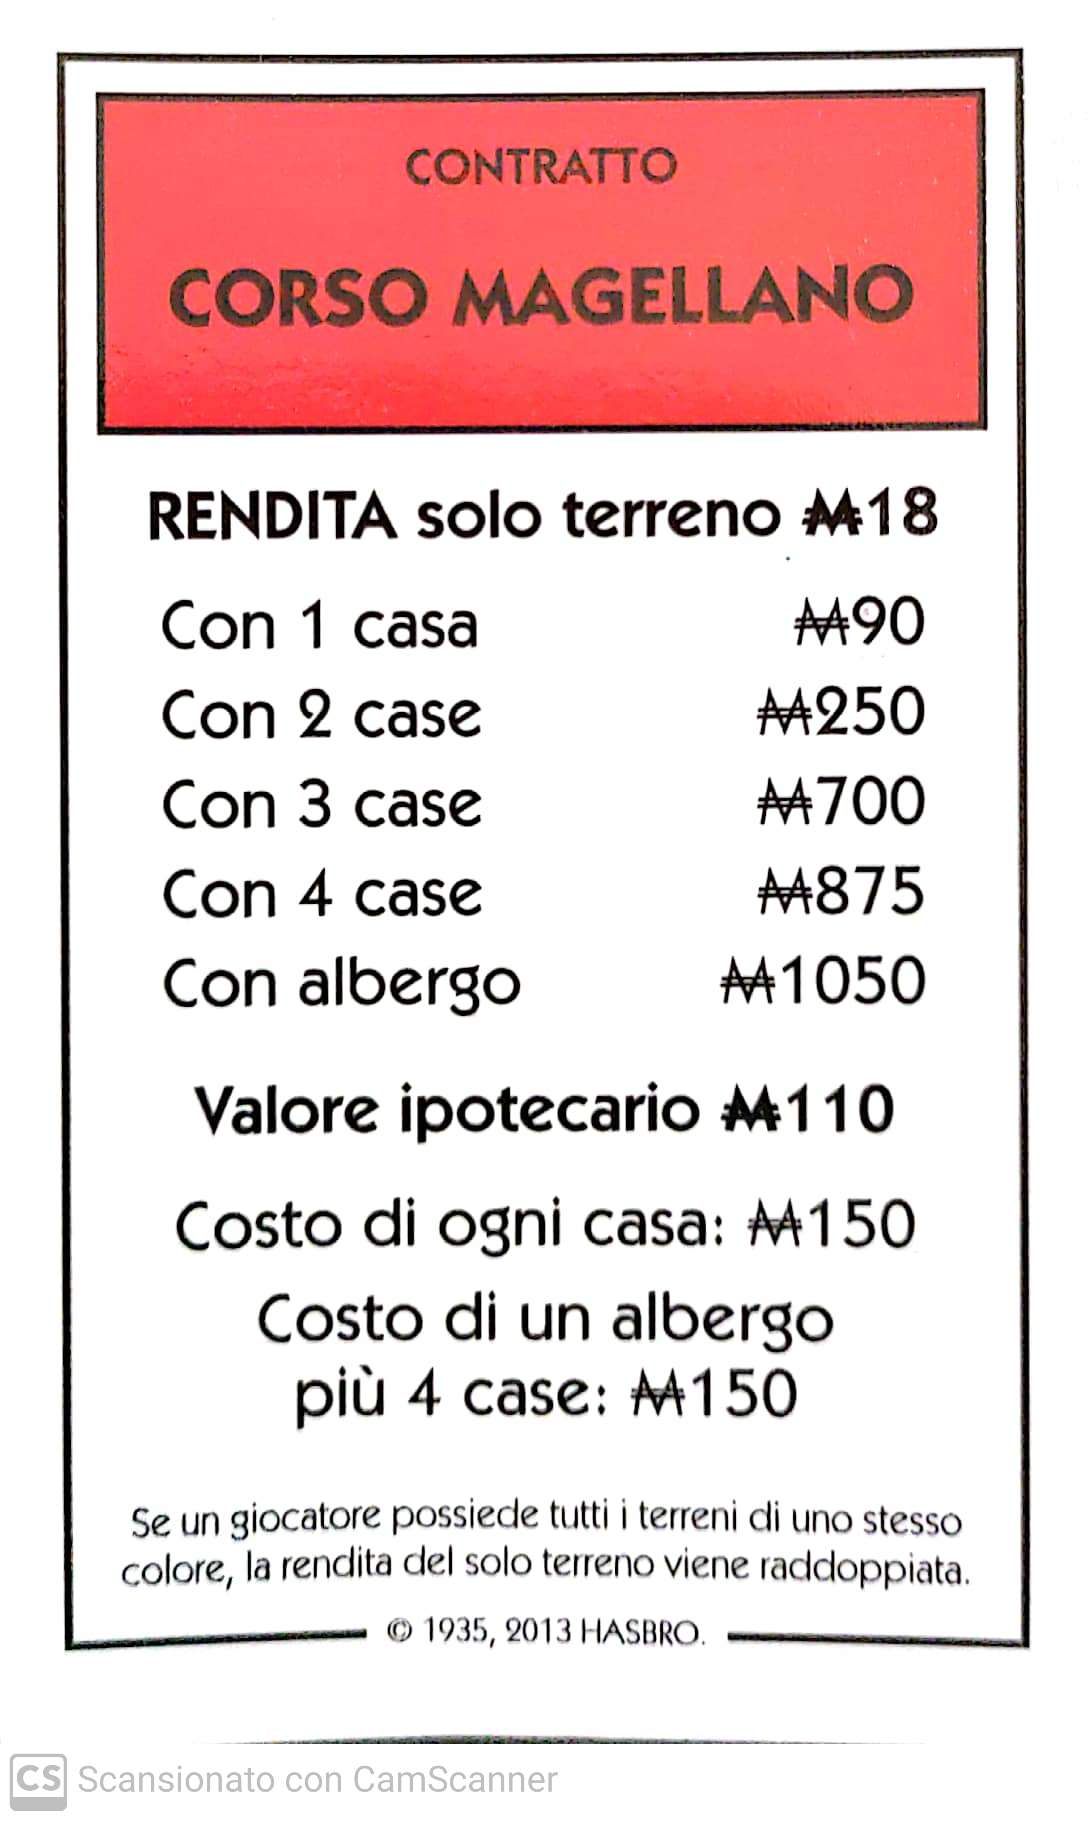 CONTRATTO
CORSO MAGELLANO
RENDITA solo terreno ₩18
Con 1 casa ₩90
Con 2 case ₩250
Con 3 case ₩700
Con 4 case ₩875
Con albergo ₩1050
Valore ipotecario ₩110
Costo di ogni casa: ₩150
Costo di un albergo
più 4 case: ₩150
Se un giocatore possiede tutti i terreni di uno stesso
colore, la rendita del solo terreno viene raddoppiata.
© 1935, 2013 HASBRO.
CS Scansionato con CamScanner